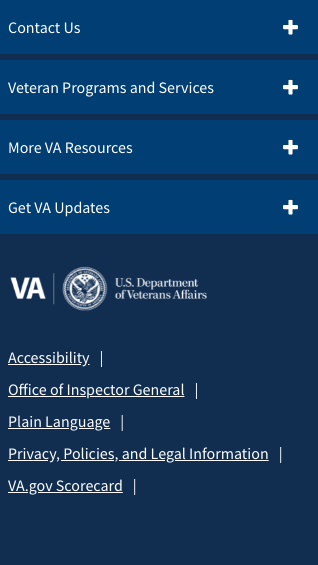 Contact Us
Veteran Programs and Services
More VA Resources
Get VA Updates
VA
U.S. Department
of Veterans Affairs
Accessibility |
Office of Inspector General |
Plain Language |
Privacy, Policies, and Legal Information |
VA.gov Scorecard |